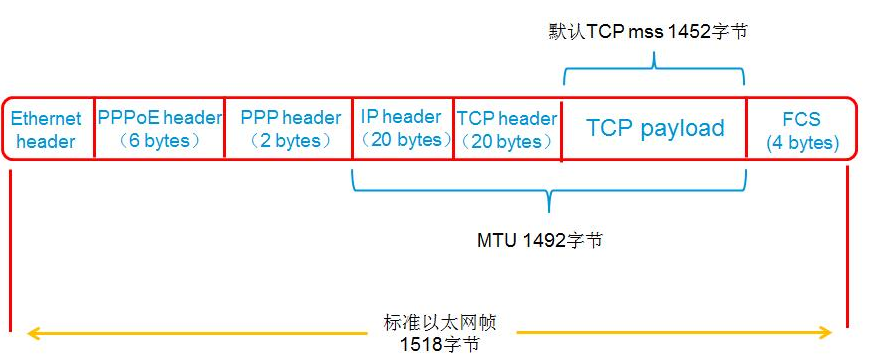 默认TCP mss 1452字节
Ethernet header
PPPoE header
（6 bytes）
PPP header
（2 bytes）
IP header
（20 bytes）
TCP header
（20 bytes）
TCP payload
FCS
(4 bytes)
MTU 1492字节
标准以太网帧
1518字节